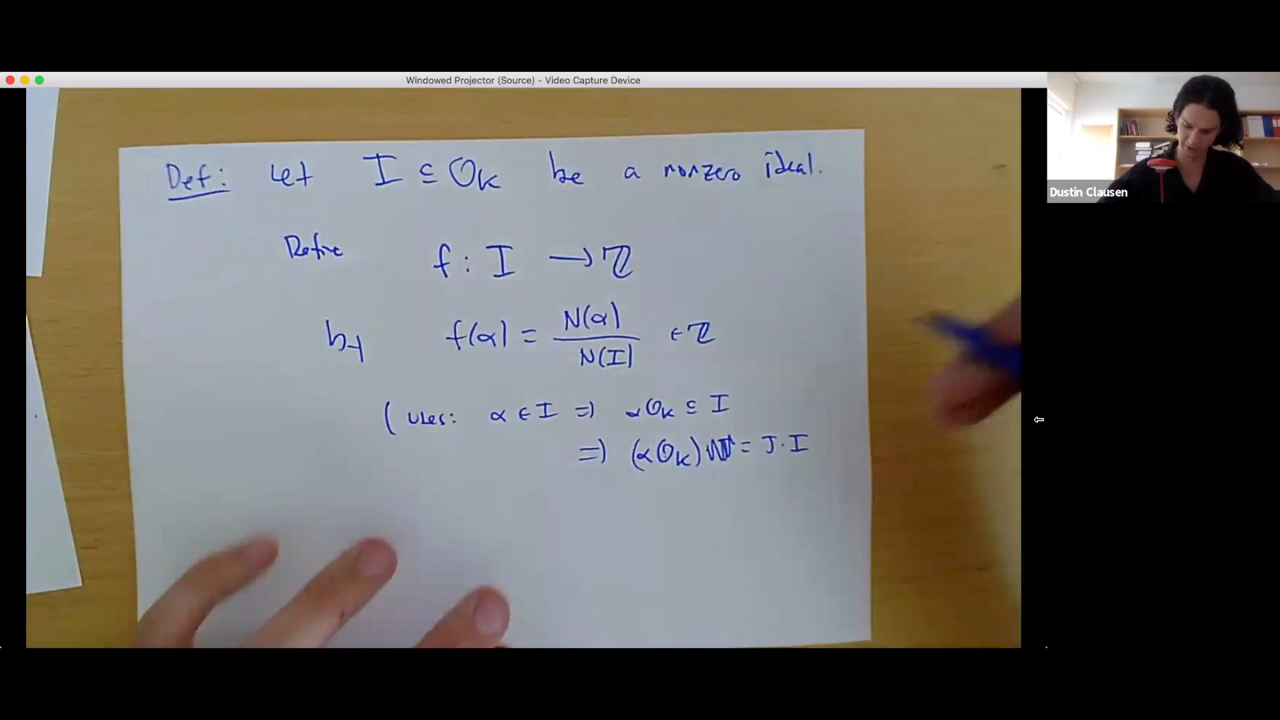 Windowed Projector (Source) - Video Capture Device
Def: Let I ⊆ O_K be a nonzero ideal.
Define f : I → ℤ
by f(α) = N(α) / N(I) ∈ ℤ
(uses: α ∈ I ⇒ αO_K ⊆ I
⇒ (αO_K) = J · I
Dustin Clausen